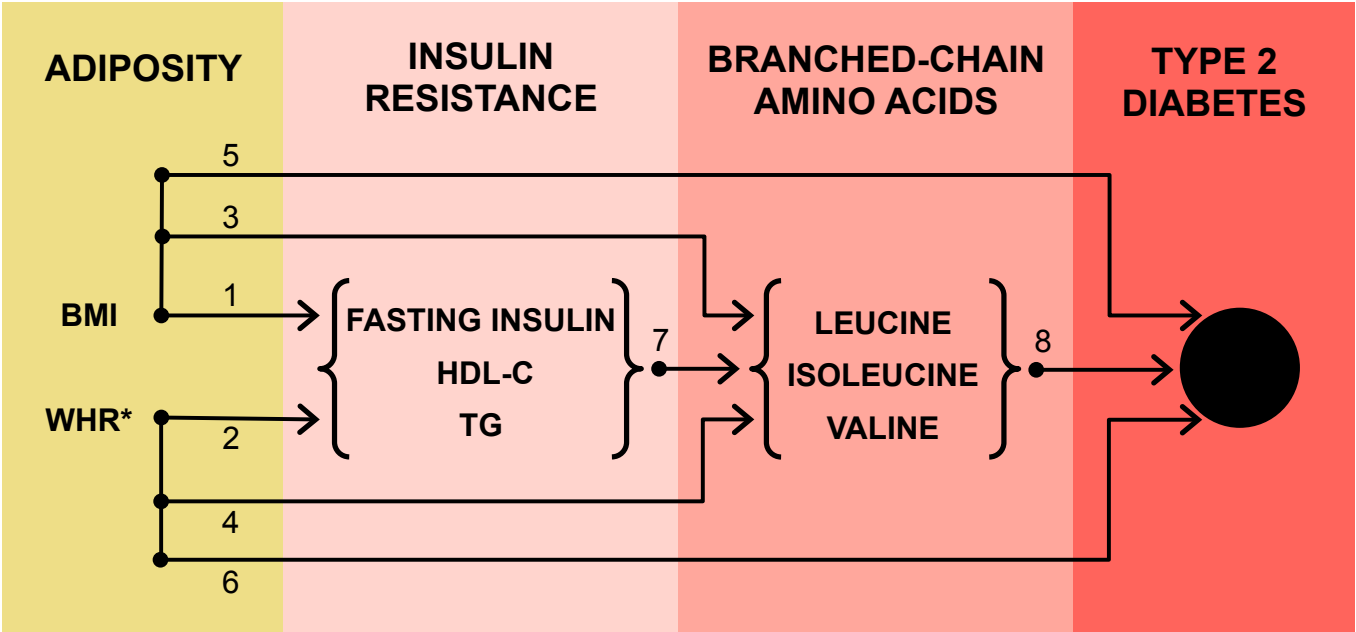 ADIPOSITY
INSULIN
RESISTANCE
BRANCHED-CHAIN
AMINO ACIDS
TYPE 2
DIABETES
5
3
BMI
1
FASTING INSULIN
HDL-C
TG
7
LEUCINE
ISOLEUCINE
VALINE
8
WHR*
2
4
6